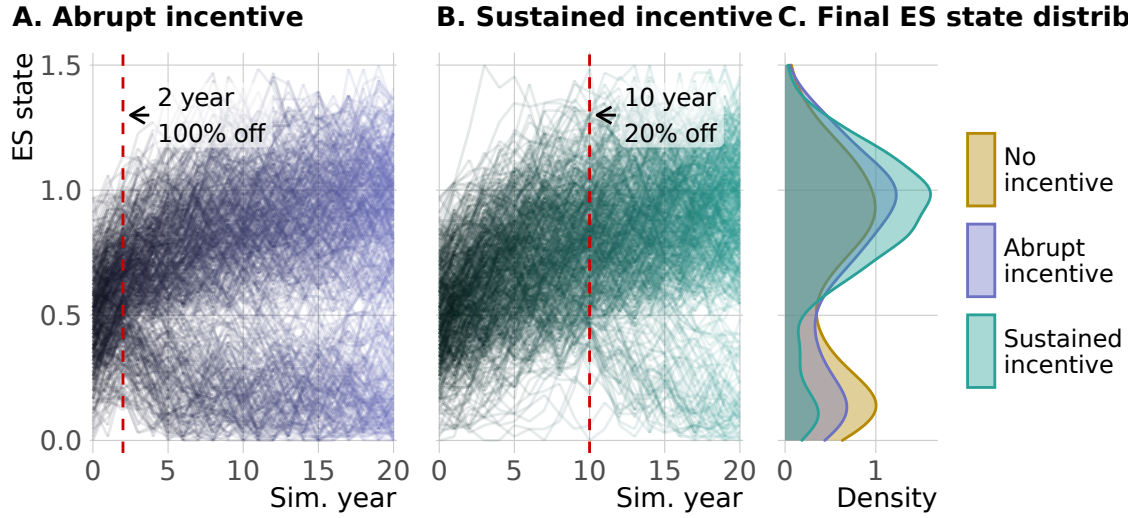 A. Abrupt incentive
B. Sustained incentive
C. Final ES state distrib
ES state
1.5
1.0
0.5
0.0
2 year
100% off
0 5 10 15 20
Sim. year
10 year
20% off
0 5 10 15 20
Sim. year
0 1
Density
No
incentive
Abrupt
incentive
Sustained
incentive